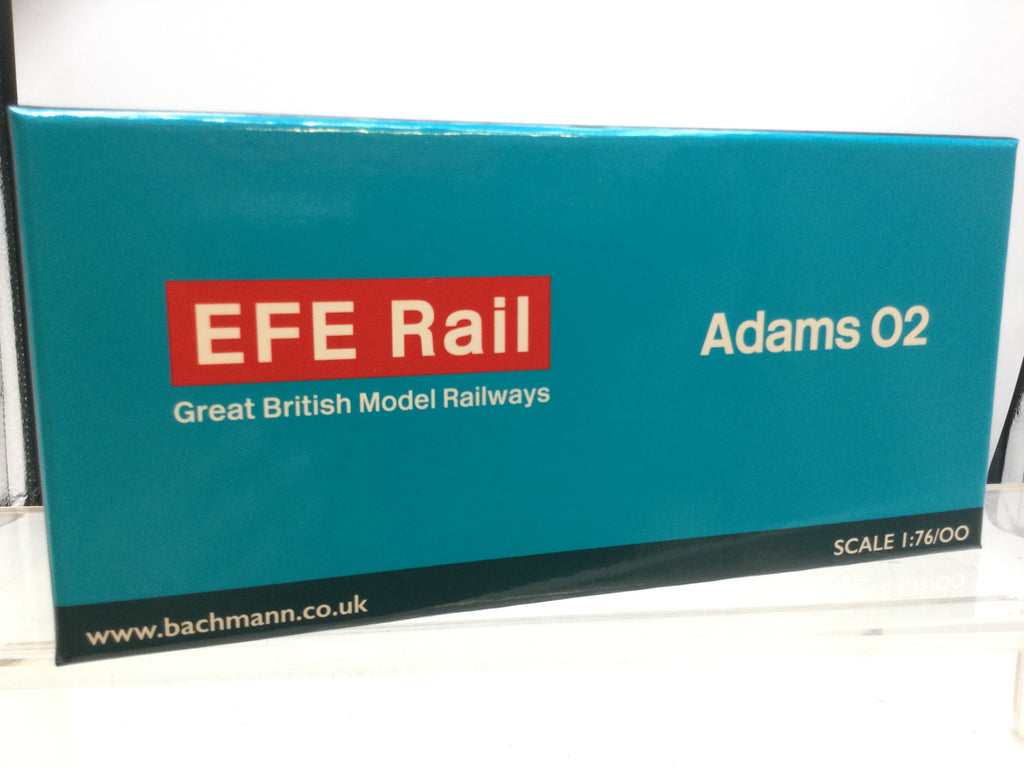 EFE Rail
Great British Model Railways
Adams O2
SCALE 1:76/OO
www.bachmann.co.uk